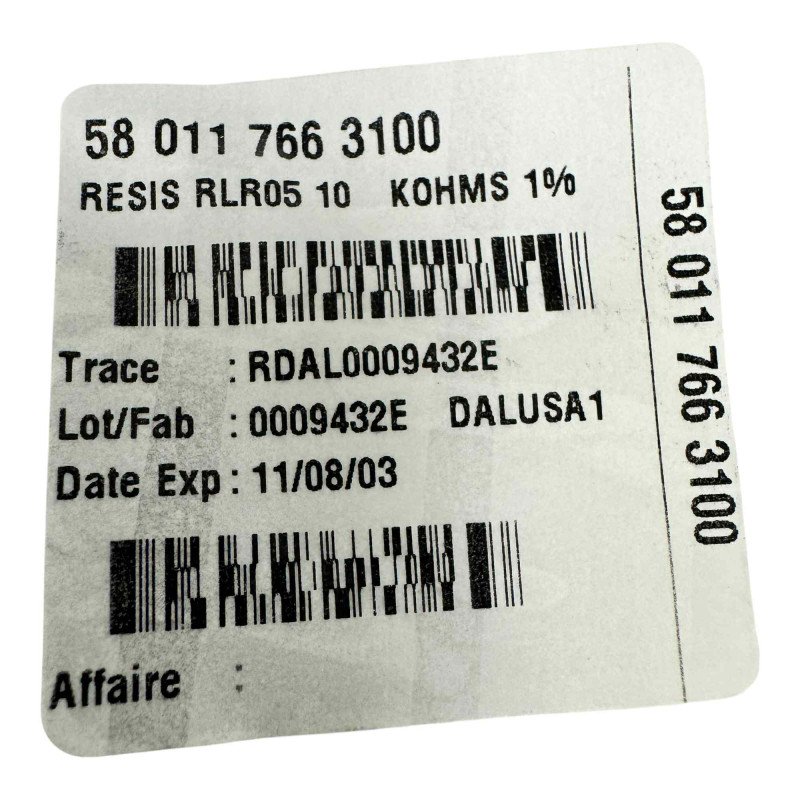 58 011 766 3100
RESIS RLR05 10 KOHMS 1%
Trace : RDAL0009432E
Lot/Fab : 0009432E DALUSA1
Date Exp : 11/08/03
Affaire :
58 011 766 3100